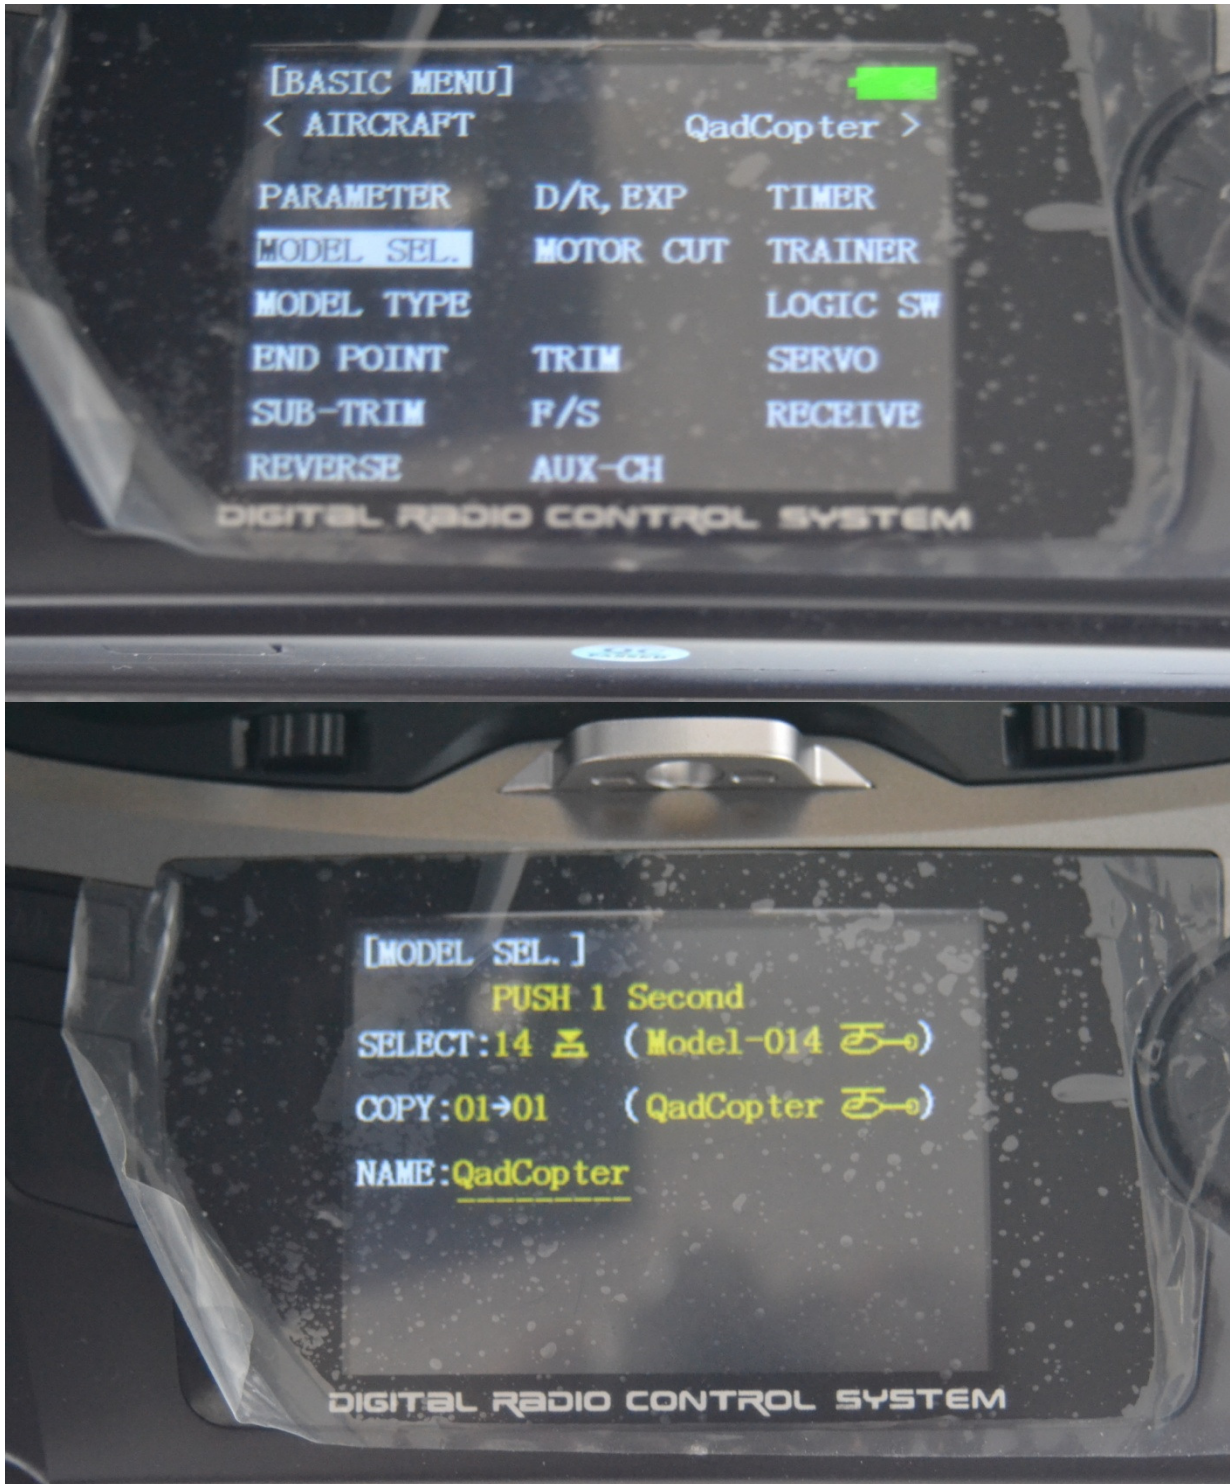 [BASIC MENU]
< AIRCRAFT QadCopter >
PARAMETER D/R,EXP TIMER
MODEL SEL. MOTOR CUT TRAINER
MODEL TYPE LOGIC SW
END POINT TRIM SERVO
SUB-TRIM F/S RECEIVE
REVERSE AUX-CH
DIGITAL RADIO CONTROL SYSTEM
[MODEL SEL.]
PUSH 1 Second
SELECT:14 (Model-014 )
COPY:01→01 (QadCopter )
NAME:QadCopter
DIGITAL RADIO CONTROL SYSTEM